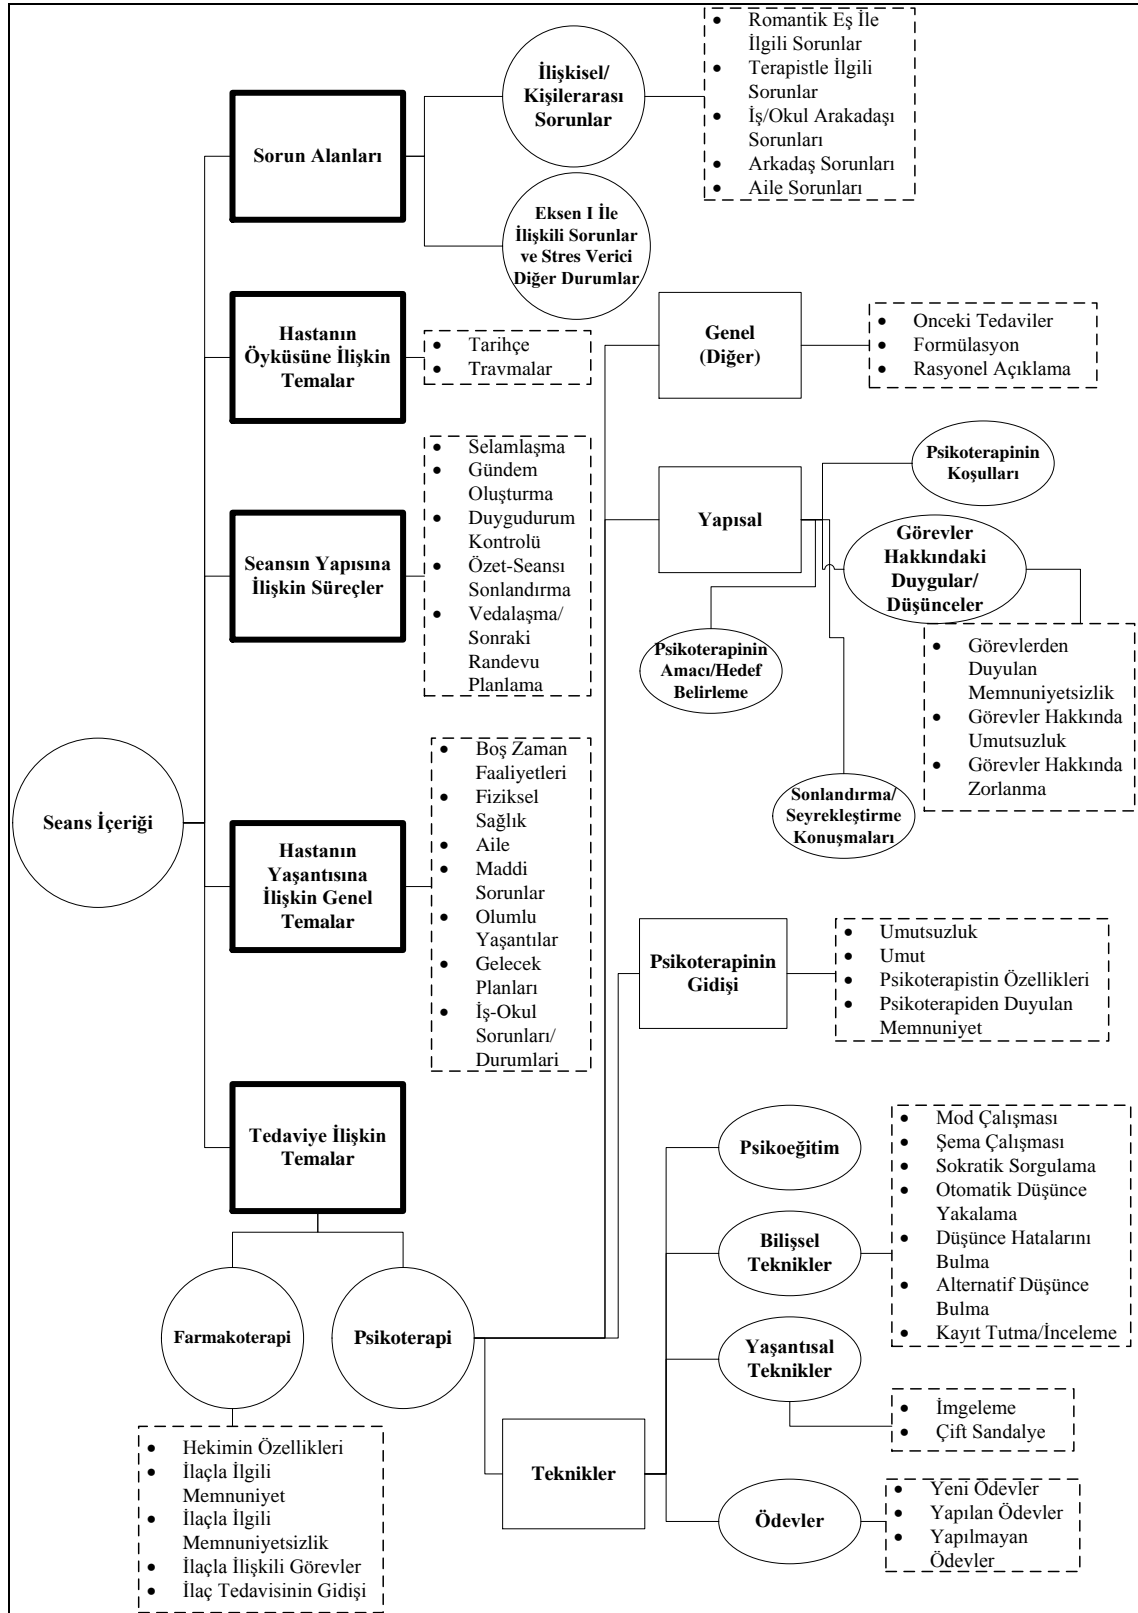 Seans İçeriği
Sorun Alanları
İlişkisel/
Kişilerarası
Sorunlar
• Romantik Eş İle
İlgili Sorunlar
• Terapistle İlgili
Sorunlar
• İş/Okul Arakadaşı
Sorunları
• Arkadaş Sorunları
• Aile Sorunları
Eksen I İle
İlişkili Sorunlar
ve Stres Verici
Diğer Durumlar
Hastanın
Öyküsüne İlişkin
Temalar
• Tarihçe
• Travmalar
Seansın Yapısına
İlişkin Süreçler
• Selamlaşma
• Gündem
Oluşturma
• Duygudurum
Kontrolü
• Özet-Seansı
Sonlandırma
• Vedalaşma/
Sonraki
Randevu
Planlama
Hastanın
Yaşantısına
İlişkin Genel
Temalar
• Boş Zaman
Faaliyetleri
• Fiziksel
Sağlık
• Aile
• Maddi
Sorunlar
• Olumlu
Yaşantılar
• Gelecek
Planları
• İş-Okul
Sorunları/
Durumlari
Tedaviye İlişkin
Temalar
Farmakoterapi
• Hekimin Özellikleri
• İlaçla İlgili
Memnuniyet
• İlaçla İlgili
Memnuniyetsizlik
• İlaçla İlişkili Görevler
• İlaç Tedavisinin Gidişi
Psikoterapi
Genel
(Diğer)
• Onceki Tedaviler
• Formülasyon
• Rasyonel Açıklama
Yapısal
Psikoterapinin
Koşulları
Görevler
Hakkındaki
Duygular/
Düşünceler
• Görevlerden
Duyulan
Memnuniyetsizlik
• Görevler Hakkında
Umutsuzluk
• Görevler Hakkında
Zorlanma
Psikoterapinin
Amacı/Hedef
Belirleme
Sonlandırma/
Seyrekleştirme
Konuşmaları
Psikoterapinin
Gidişi
• Umutsuzluk
• Umut
• Psikoterapistin Özellikleri
• Psikoterapiden Duyulan
Memnuniyet
Teknikler
Psikoeğitim
Bilişsel
Teknikler
• Mod Çalışması
• Şema Çalışması
• Sokratik Sorgulama
• Otomatik Düşünce
Yakalama
• Düşünce Hatalarını
Bulma
• Alternatif Düşünce
Bulma
• Kayıt Tutma/İnceleme
Yaşantısal
Teknikler
• İmgeleme
• Çift Sandalye
Ödevler
• Yeni Ödevler
• Yapılan Ödevler
• Yapılmayan
Ödevler